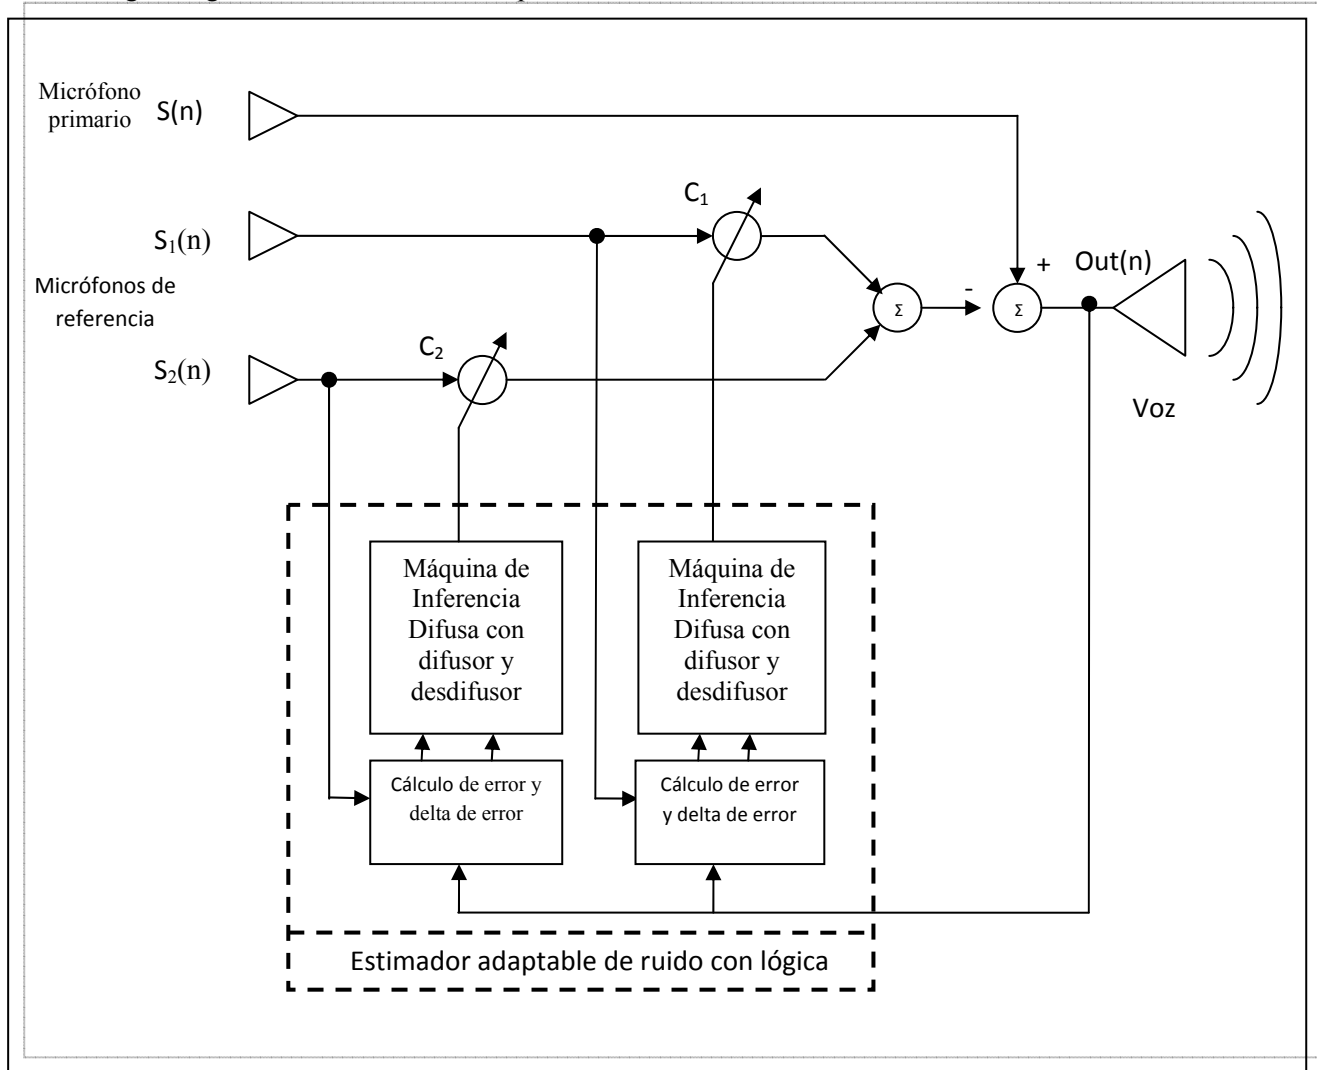 Micrófono
primario S(n)
C₁
S₁(n)
+ Out(n)
Micrófonos de
referencia
-
Σ
Σ
C₂
S₂(n)
Voz
Máquina de
Inferencia
Difusa con
difusor y
desdifusor
Máquina de
Inferencia
Difusa con
difusor y
desdifusor
Cálculo de error y
delta de error
Cálculo de error
y delta de error
Estimador adaptable de ruido con lógica